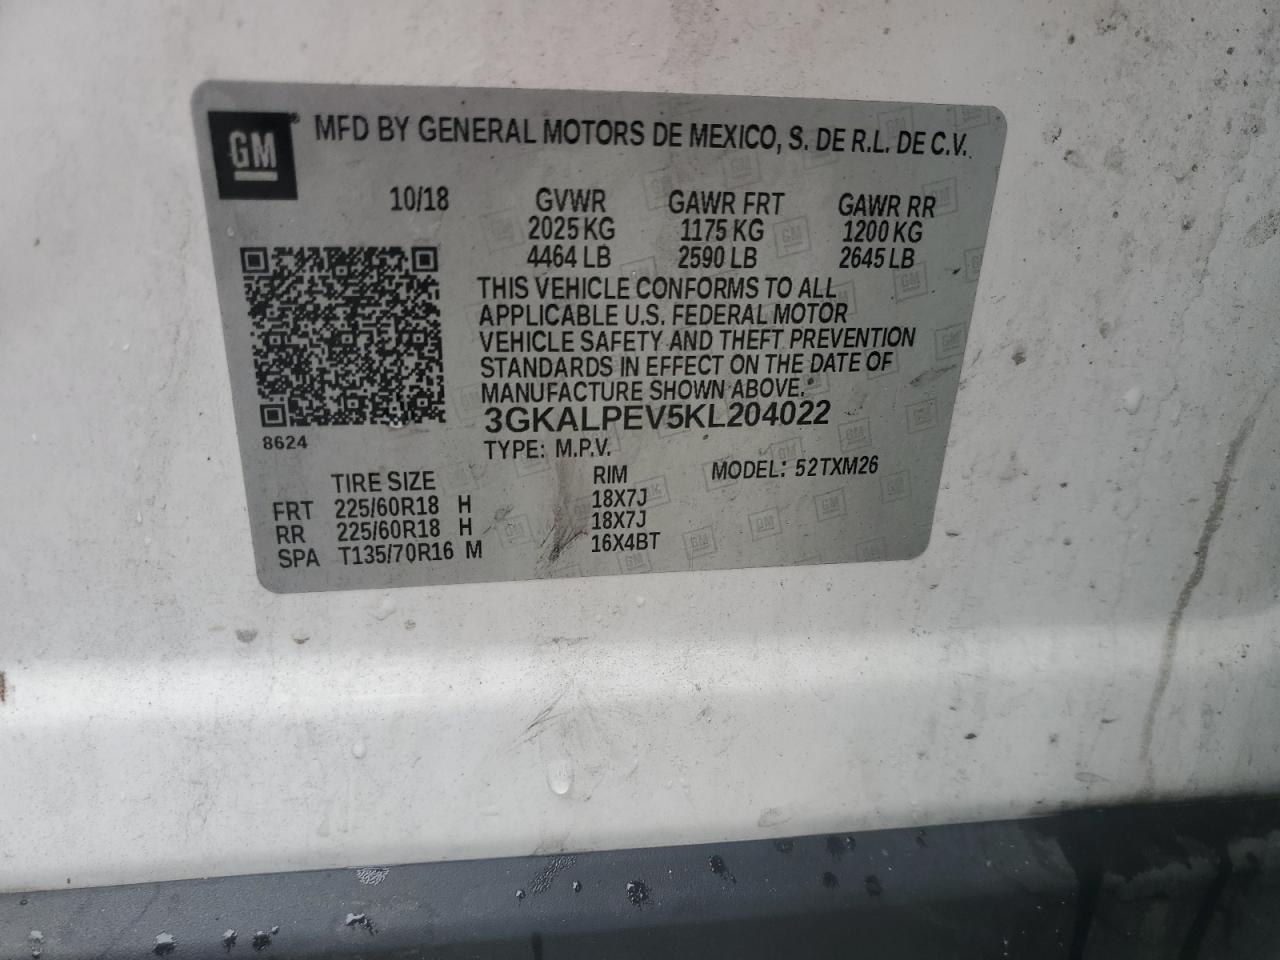 GM® MFD BY GENERAL MOTORS DE MEXICO, S. DE R.L. DE C.V.
10/18 GVWR GAWR FRT GAWR RR
2025 KG 1175 KG 1200 KG
4464 LB 2590 LB 2645 LB
THIS VEHICLE CONFORMS TO ALL
APPLICABLE U.S. FEDERAL MOTOR
VEHICLE SAFETY AND THEFT PREVENTION
STANDARDS IN EFFECT ON THE DATE OF
MANUFACTURE SHOWN ABOVE.
3GKALPEV5KL204022
8624
TYPE: M.P.V.
TIRE SIZE RIM MODEL: 52TXM26
FRT 225/60R18 H 18X7J
RR 225/60R18 H 18X7J
SPA T135/70R16 M 16X4BT